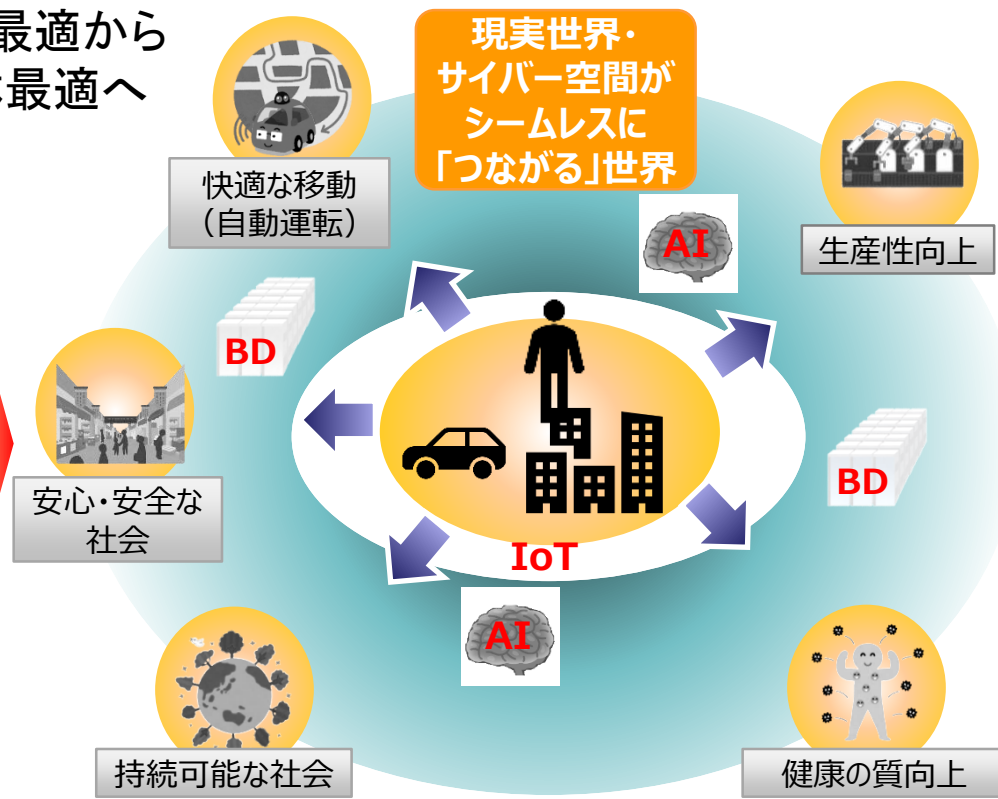 最適から
最適へ
現実世界・
サイバー空間が
シームレスに
「つながる」世界
快適な移動
（自動運転）
AI
生産性向上
BD
BD
安心・安全な
社会
IoT
AI
持続可能な社会
健康の質向上